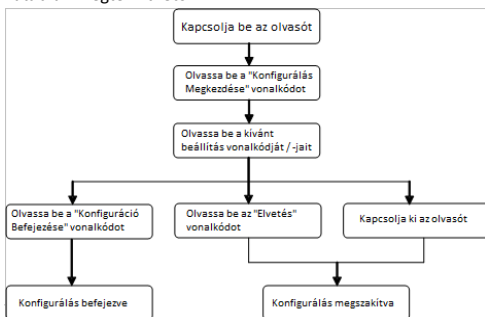 Kapcsolja be az olvasót
Olvassa be a "Konfigurálás
Megkezdése" vonalkódot
Olvassa be a kívánt
beállítás vonalkódját /-jait
Olvassa be a "Konfiguráció
Befejezése" vonalkódot
Olvassa be az "Elvetés"
vonalkódot
Kapcsolja ki az olvasót
Konfigurálás befejezve
Konfigurálás megszakítva